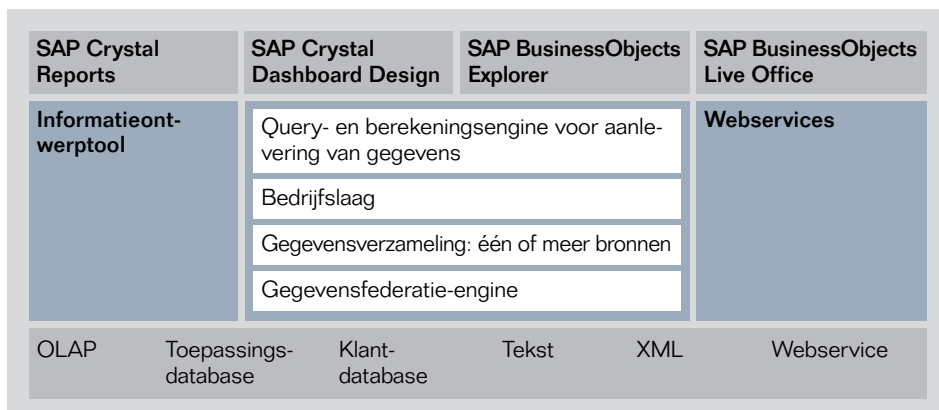 SAP Crystal
Reports
SAP Crystal
Dashboard Design
SAP BusinessObjects
Explorer
SAP BusinessObjects
Live Office
Informatieont-
werptool
Query- en berekeningsengine voor aanle-
vering van gegevens
Bedrijfslaag
Gegevensverzameling: één of meer bronnen
Gegevensfederatie-engine
Webservices
OLAP
Toepassings-
database
Klant-
database
Tekst
XML
Webservice